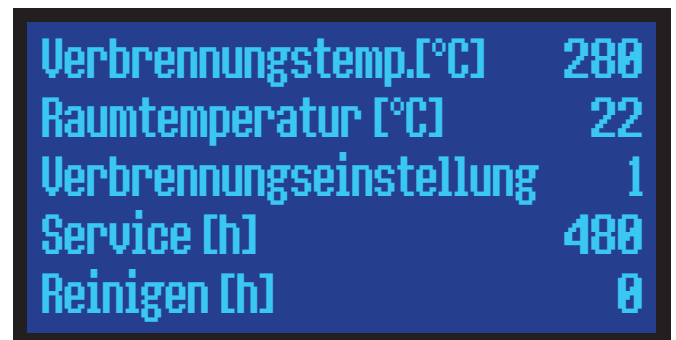 Verbrennungstemp.[°C] 280
Raumtemperatur [°C] 22
Verbrennungseinstellung 1
Service [h] 480
Reinigen [h] 0